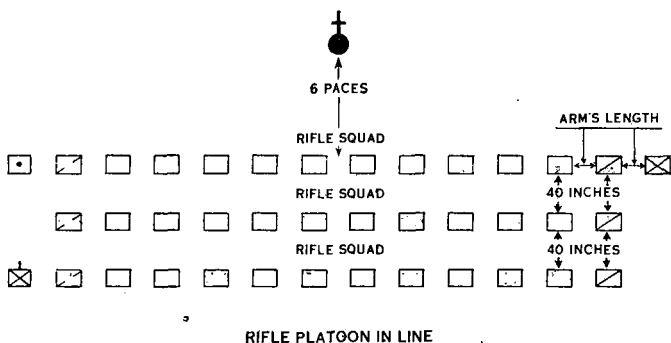 6 PACES
ARM'S LENGTH
RIFLE SQUAD
RIFLE SQUAD
40 INCHES
RIFLE SQUAD
40 INCHES
RIFLE PLATOON IN LINE